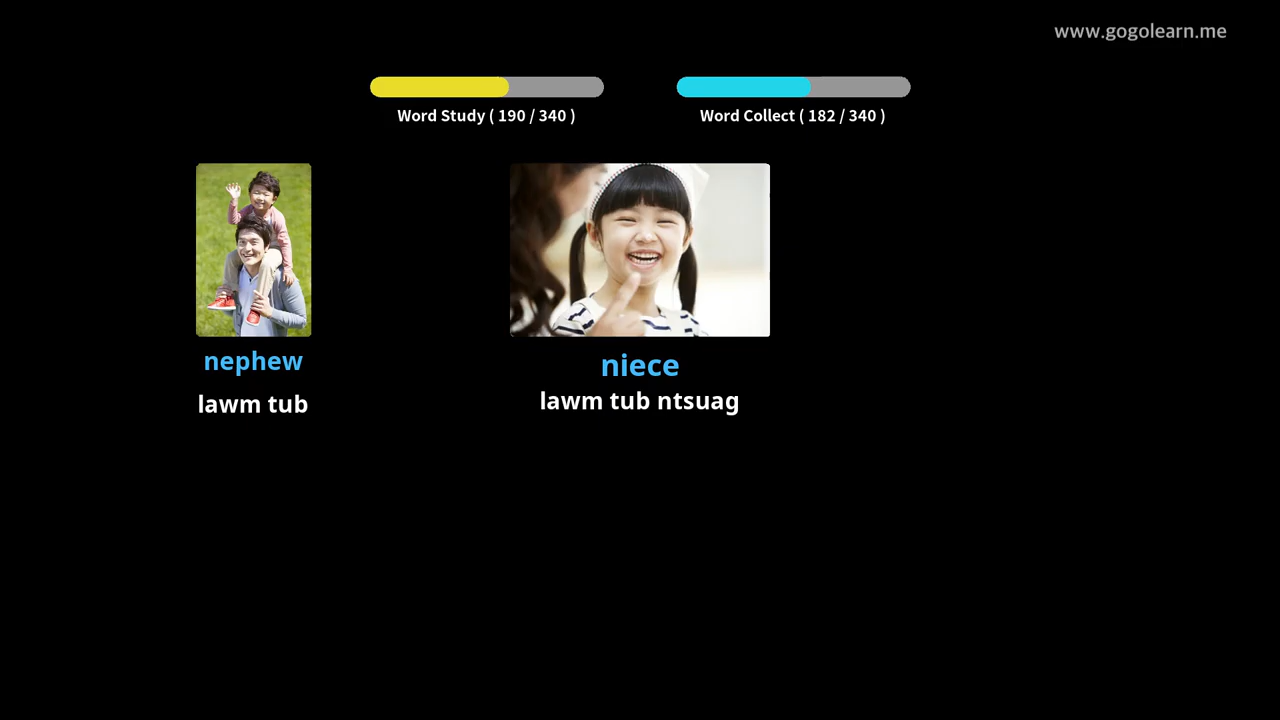 www.gogolearn.me
Word Study ( 190 / 340 )
Word Collect ( 182 / 340 )
nephew
lawm tub
niece
lawm tub ntsuag